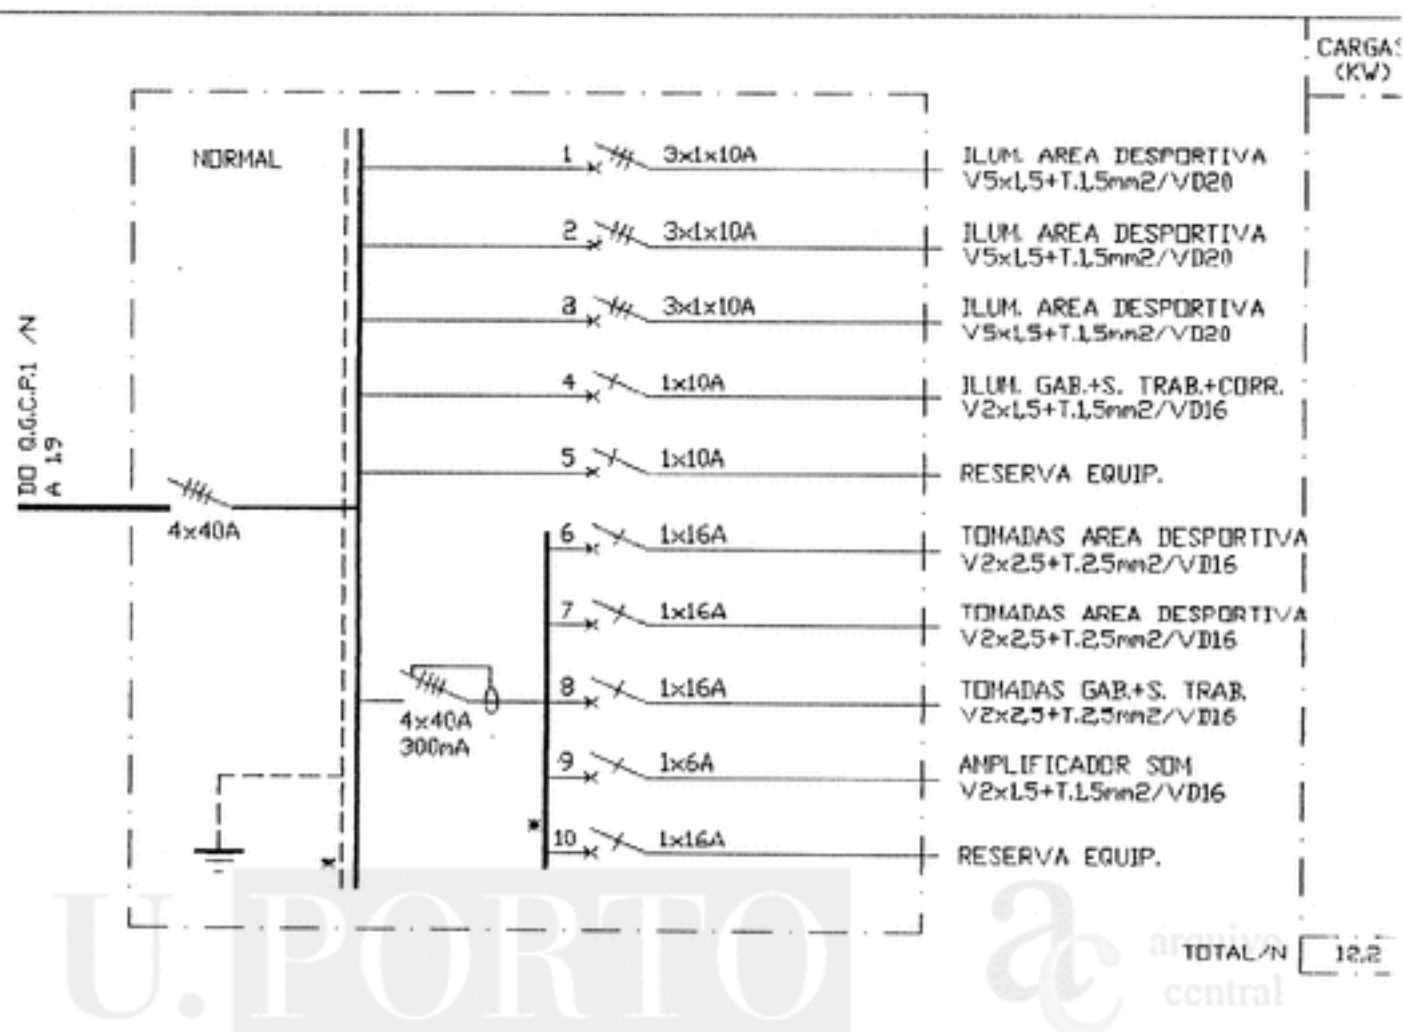 CARGAS
(KW)
NORMAL
1 3x1x10A ILUM. AREA DESPORTIVA
V5x1,5+T.1,5mm2/VD20
2 3x1x10A ILUM. AREA DESPORTIVA
V5x1,5+T.1,5mm2/VD20
3 3x1x10A ILUM. AREA DESPORTIVA
V5x1,5+T.1,5mm2/VD20
4 1x10A ILUM. GAB.+S. TRAB.+CORR.
V2x1,5+T.1,5mm2/VD16
5 1x10A RESERVA EQUIP.
DO Q.G.C.P.1 /N
A 19
4x40A
6 1x16A TOMADAS AREA DESPORTIVA
V2x2,5+T.2,5mm2/VD16
7 1x16A TOMADAS AREA DESPORTIVA
V2x2,5+T.2,5mm2/VD16
8 1x16A TOMADAS GAB.+S. TRAB.
V2x2,5+T.2,5mm2/VD16
4x40A
300mA
9 1x6A AMPLIFICADOR SOM
V2x1,5+T.1,5mm2/VD16
10 1x16A RESERVA EQUIP.
TOTAL/N 12,2
U. PORTO
ac
arquivo
central